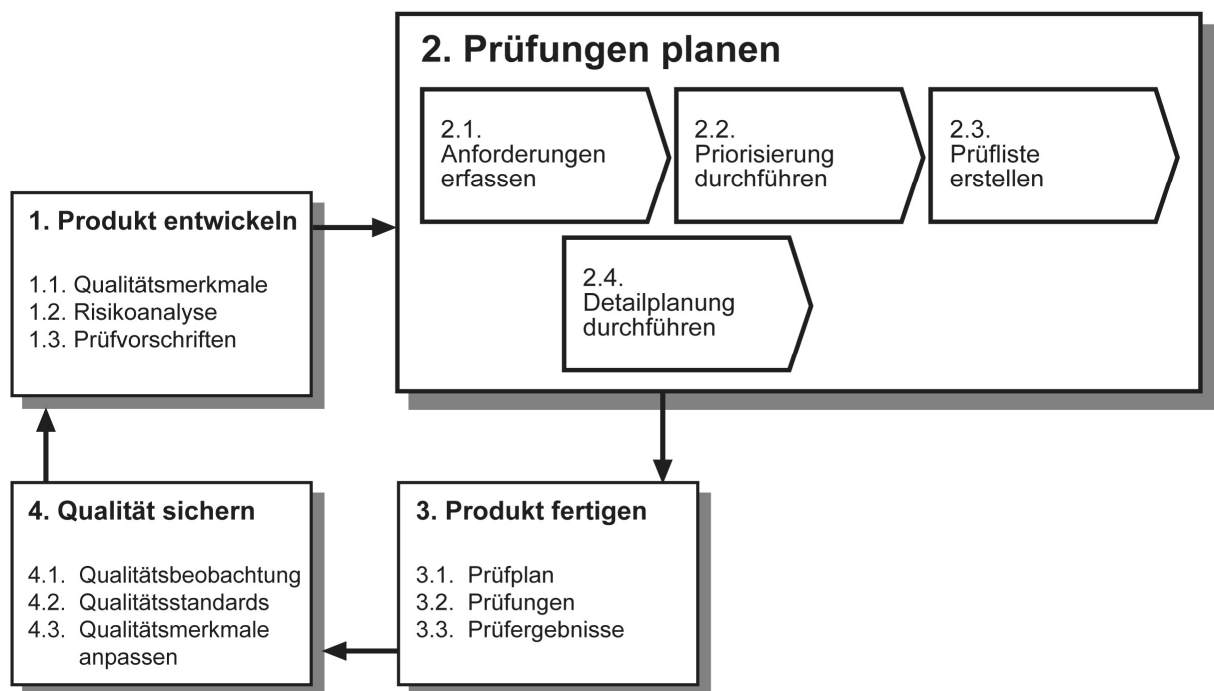 2. Prüfungen planen
2.1.
Anforderungen
erfassen
2.2.
Priorisierung
durchführen
2.3.
Prüfliste
erstellen
2.4.
Detailplanung
durchführen
1. Produkt entwickeln
1.1. Qualitätsmerkmale
1.2. Risikoanalyse
1.3. Prüfvorschriften
3. Produkt fertigen
3.1. Prüfplan
3.2. Prüfungen
3.3. Prüfergebnisse
4. Qualität sichern
4.1. Qualitätsbeobachtung
4.2. Qualitätsstandards
4.3. Qualitätsmerkmale
anpassen